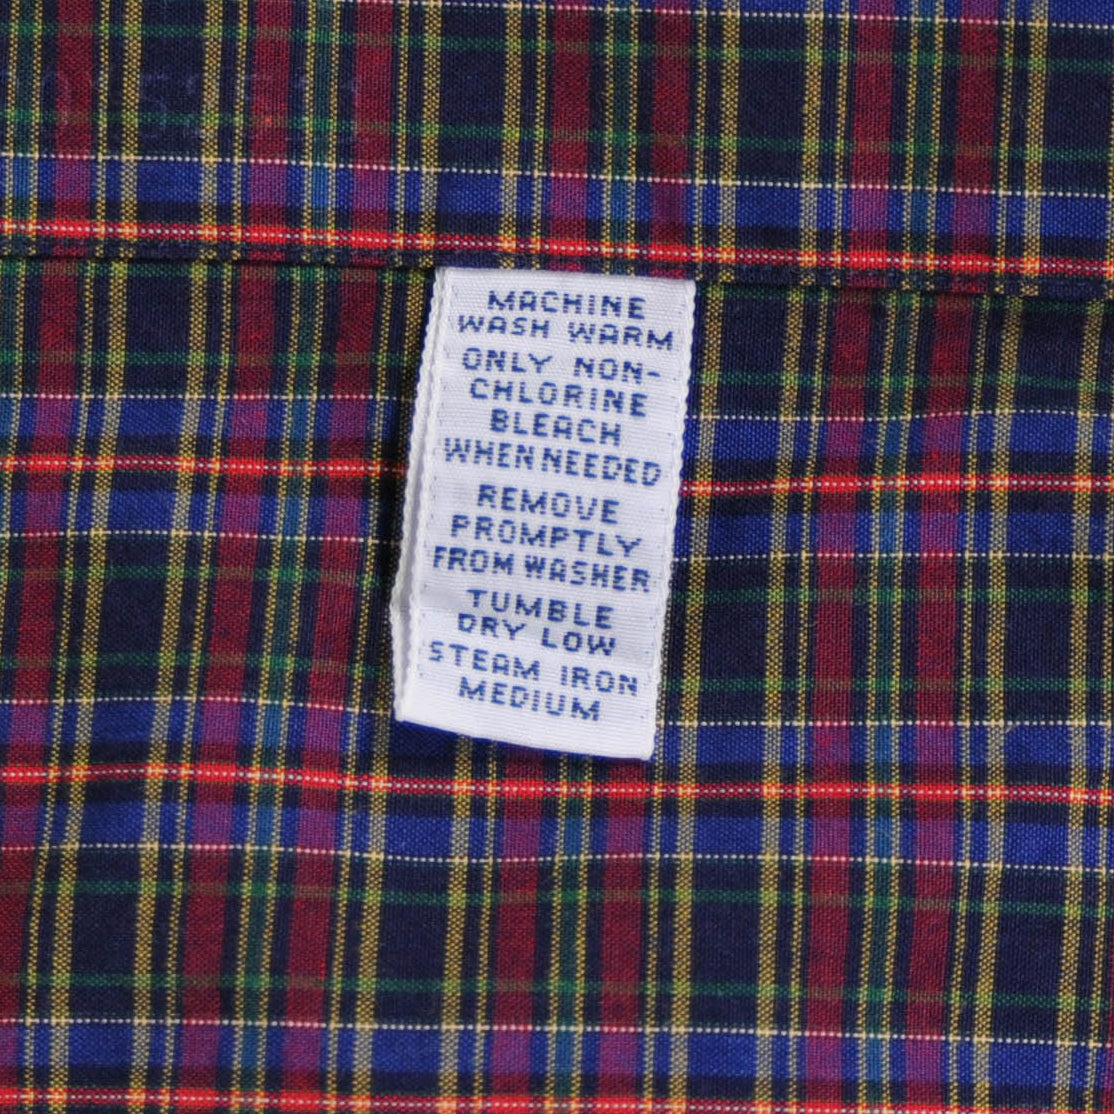 MACHINE
WASH WARM
ONLY NON-
CHLORINE
BLEACH
WHEN NEEDED
REMOVE
PROMPTLY
FROM WASHER
TUMBLE
DRY LOW
STEAM IRON
MEDIUM